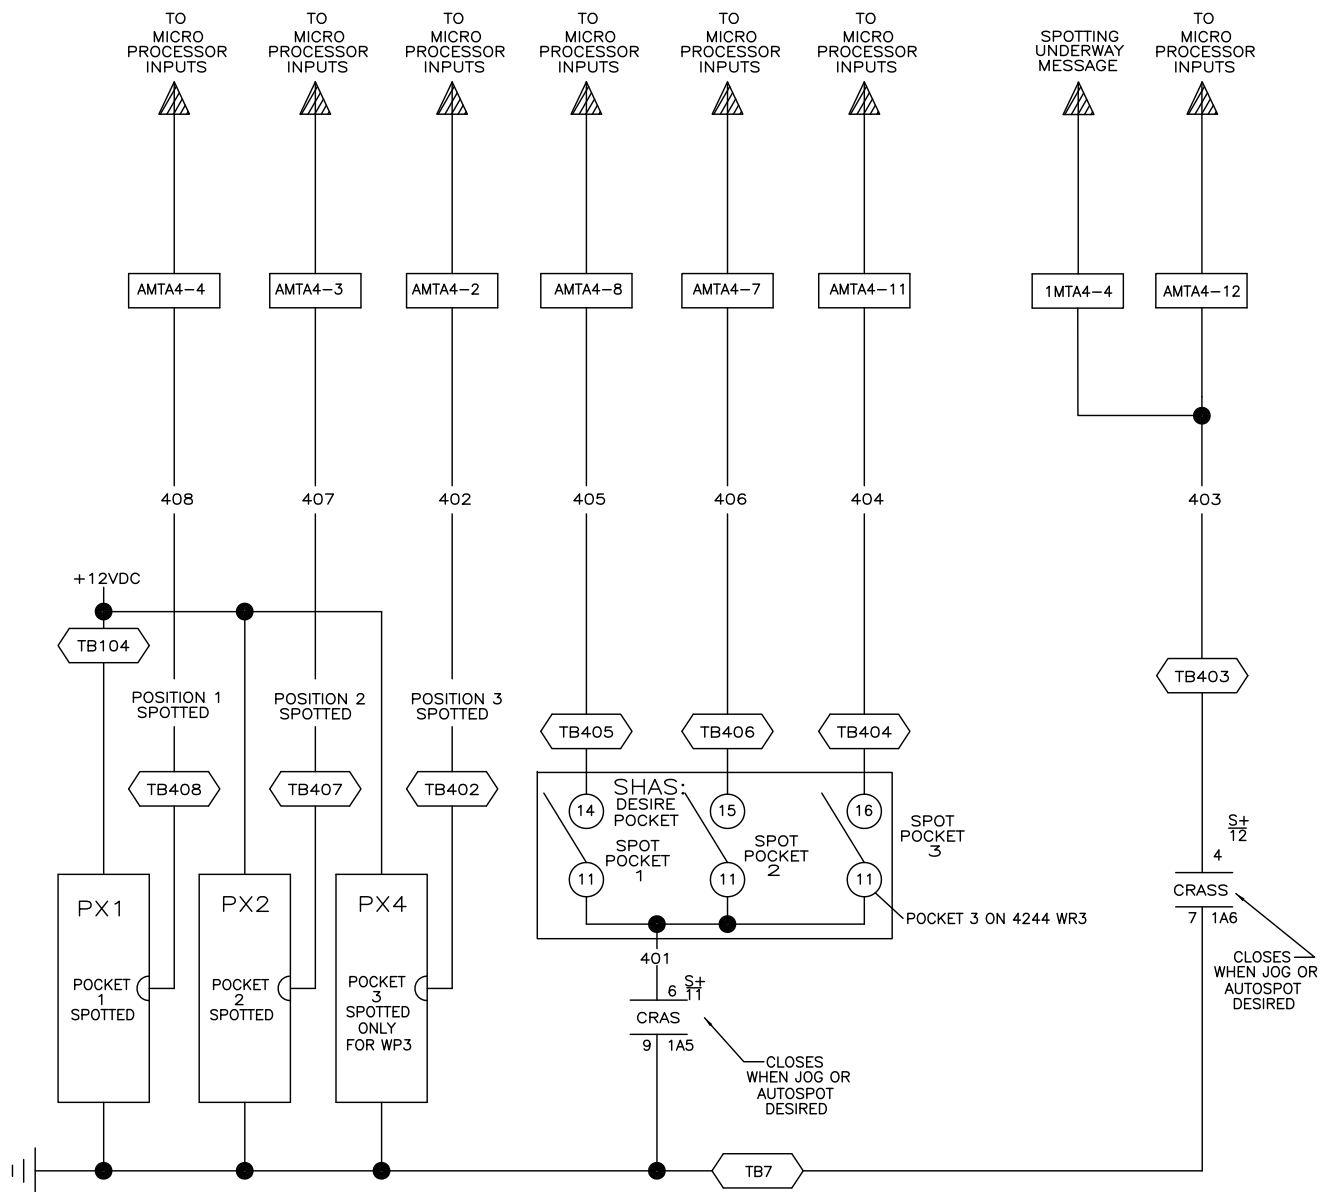 TO
MICRO
PROCESSOR
INPUTS
TO
MICRO
PROCESSOR
INPUTS
TO
MICRO
PROCESSOR
INPUTS
TO
MICRO
PROCESSOR
INPUTS
TO
MICRO
PROCESSOR
INPUTS
TO
MICRO
PROCESSOR
INPUTS
SPOTTING
UNDERWAY
MESSAGE
TO
MICRO
PROCESSOR
INPUTS
AMTA4-4
AMTA4-3
AMTA4-2
AMTA4-8
AMTA4-7
AMTA4-11
1MTA4-4
AMTA4-12
408
407
402
405
406
404
403
+12VDC
TB104
POSITION 1
SPOTTED
POSITION 2
SPOTTED
POSITION 3
SPOTTED
TB403
TB405
TB406
TB404
TB408
TB407
TB402
SHAS:
DESIRE
POCKET
14
15
16
SPOT
POCKET
1
SPOT
POCKET
2
SPOT
POCKET
3
11
11
11
POCKET 3 ON 4244 WR3
S+
12
4
CRASS
7 1A6
CLOSES
WHEN JOG OR
AUTOSPOT
DESIRED
PX1
PX2
PX4
POCKET
1
SPOTTED
POCKET
2
SPOTTED
POCKET
3
SPOTTED
ONLY
FOR WP3
401
6
S+
11
CRAS
9 1A5
CLOSES
WHEN JOG OR
AUTOSPOT
DESIRED
TB7